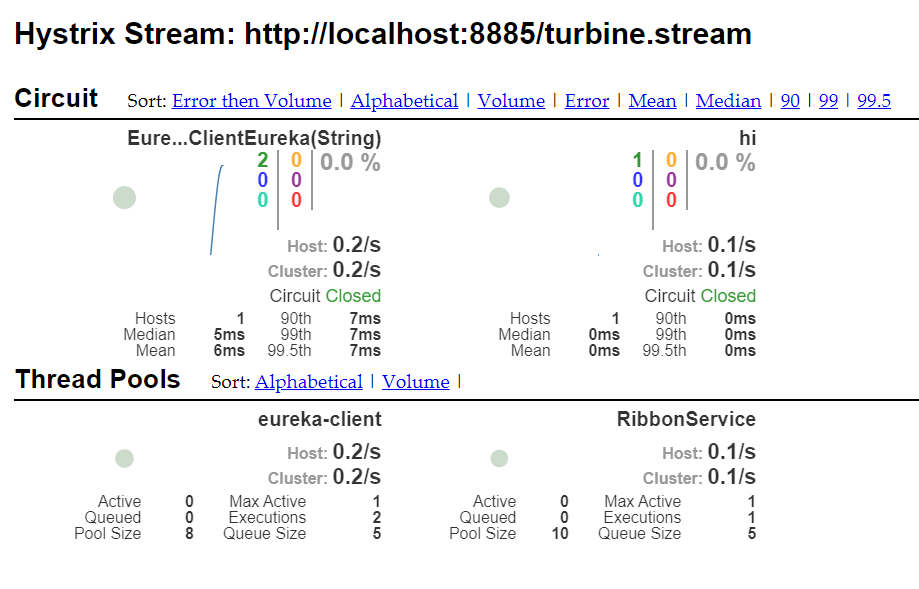 Hystrix Stream: http://localhost:8885/turbine.stream
Circuit Sort: Error then Volume | Alphabetical | Volume | Error | Mean | Median | 90 | 99 | 99.5
Eure...ClientEureka(String)
2 0 0.0 %
0 0
0 0
Host: 0.2/s
Cluster: 0.2/s
Circuit Closed
Hosts 1 90th 7ms
Median 5ms 99th 7ms
Mean 6ms 99.5th 7ms
hi
1 0 0.0 %
0 0
0 0
Host: 0.1/s
Cluster: 0.1/s
Circuit Closed
Hosts 1 90th 0ms
Median 0ms 99th 0ms
Mean 0ms 99.5th 0ms
Thread Pools Sort: Alphabetical | Volume |
eureka-client
Host: 0.2/s
Cluster: 0.2/s
Active 0 Max Active 1
Queued 0 Executions 2
Pool Size 8 Queue Size 5
RibbonService
Host: 0.1/s
Cluster: 0.1/s
Active 0 Max Active 1
Queued 0 Executions 1
Pool Size 10 Queue Size 5